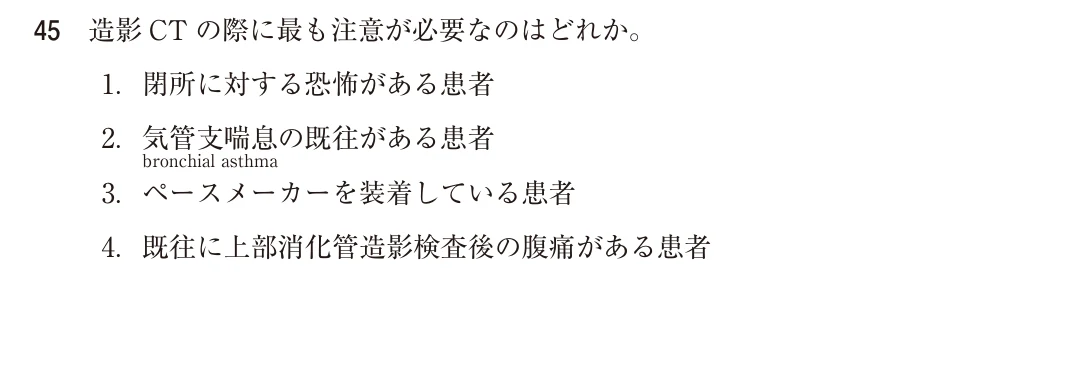 45 造影 CT の際に最も注意が必要なのはどれか。
1. 閉所に対する恐怖がある患者
2. 気管支喘息の既往がある患者
bronchial asthma
3. ペースメーカーを装着している患者
4. 既往に上部消化管造影検査後の腹痛がある患者